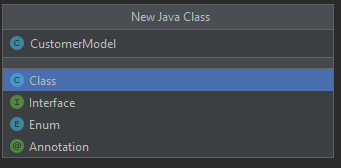 New Java Class
C CustomerModel
C Class
I Interface
E Enum
@ Annotation